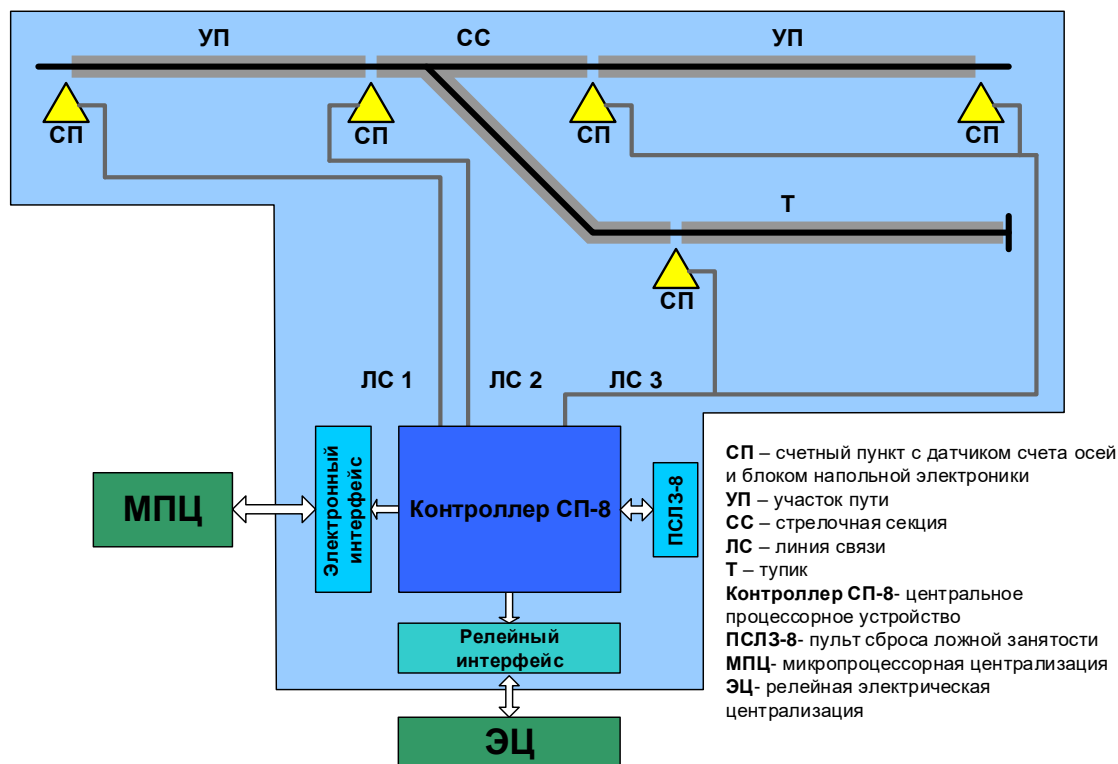 УП
СС
УП
СП
СП
СП
СП
Т
СП
ЛС 1
ЛС 2
ЛС 3
МПЦ
Электронный
интерфейс
Контроллер СП-8
ПСЛЗ-8
Релейный
интерфейс
ЭЦ
СП – счетный пункт с датчиком счета осей
и блоком напольной электроники
УП – участок пути
СС – стрелочная секция
ЛС – линия связи
Т – тупик
Контроллер СП-8- центральное
процессорное устройство
ПСЛЗ-8- пульт сброса ложной занятости
МПЦ- микропроцессорная централизация
ЭЦ- релейная электрическая
централизация